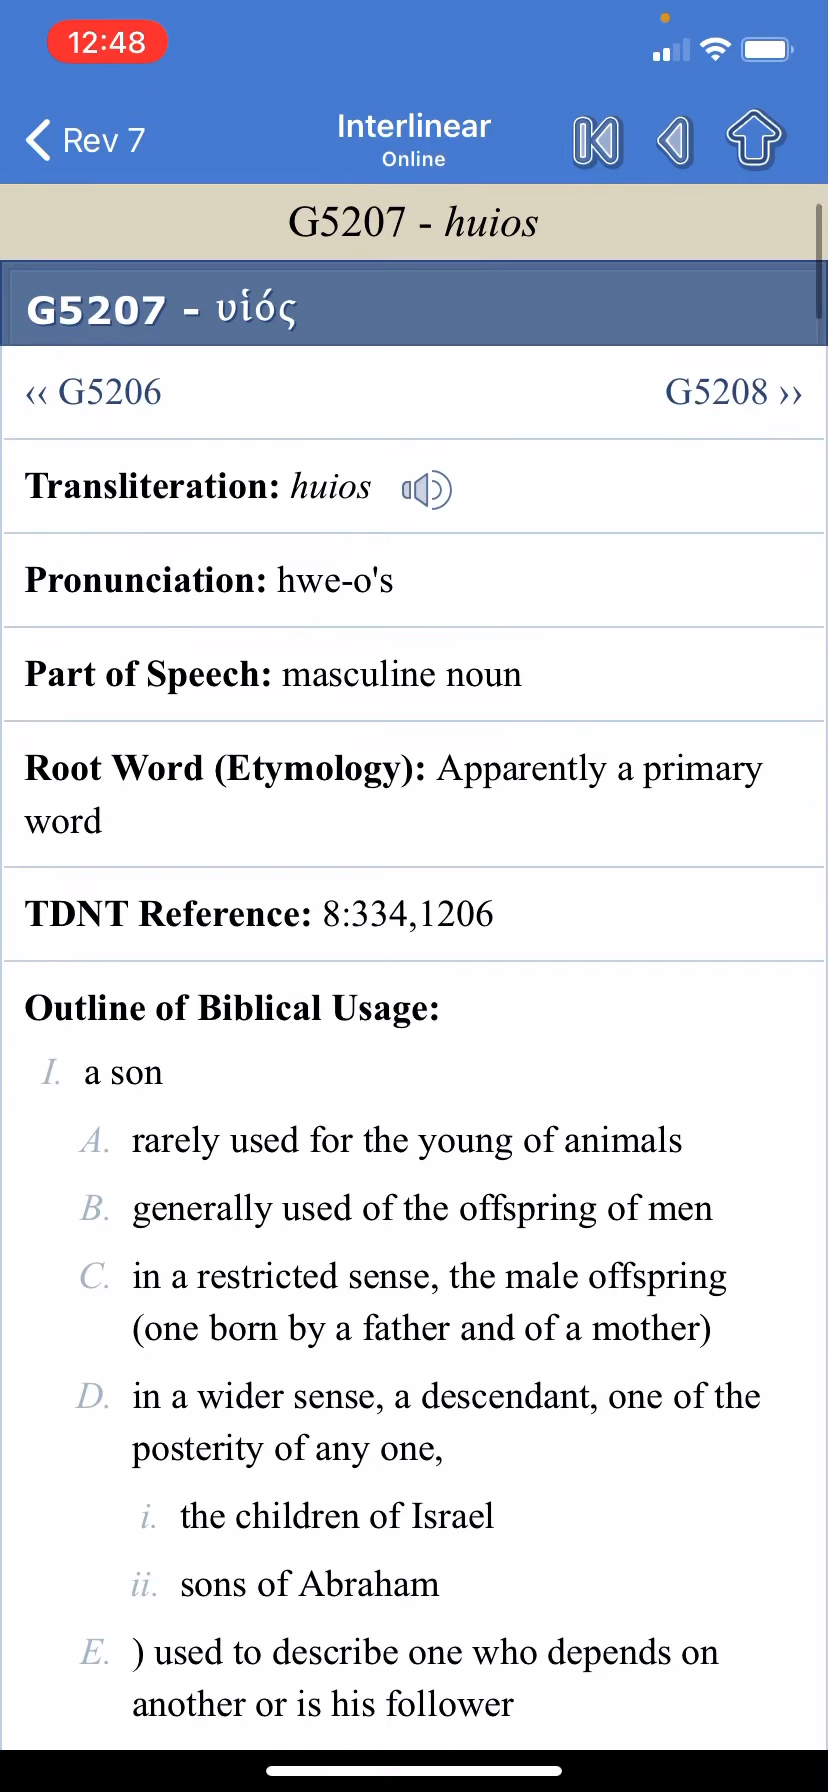 12:48
Rev 7
Interlinear
Online
G5207 - huios
G5207 - υἱός
‹‹ G5206
G5208 ››
Transliteration: huios
Pronunciation: hwe-o's
Part of Speech: masculine noun
Root Word (Etymology): Apparently a primary
word
TDNT Reference: 8:334,1206
Outline of Biblical Usage:
I. a son
A. rarely used for the young of animals
B. generally used of the offspring of men
C. in a restricted sense, the male offspring
(one born by a father and of a mother)
D. in a wider sense, a descendant, one of the
posterity of any one,
i. the children of Israel
ii. sons of Abraham
E. ) used to describe one who depends on
another or is his follower